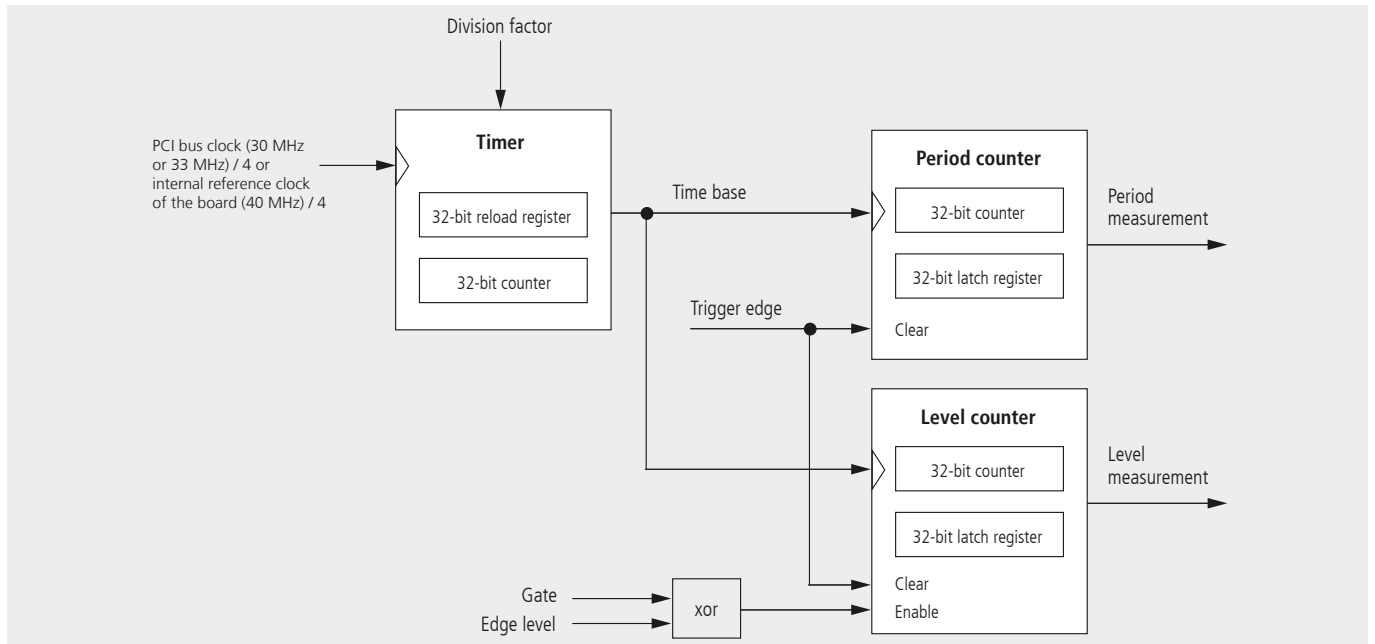 Division factor
PCI bus clock (30 MHz
or 33 MHz) / 4 or
internal reference clock
of the board (40 MHz) / 4
Timer
32-bit reload register
32-bit counter
Time base
Trigger edge
Period counter
32-bit counter
32-bit latch register
Clear
Period
measurement
Level counter
32-bit counter
32-bit latch register
Clear
Enable
Level
measurement
Gate
Edge level
xor